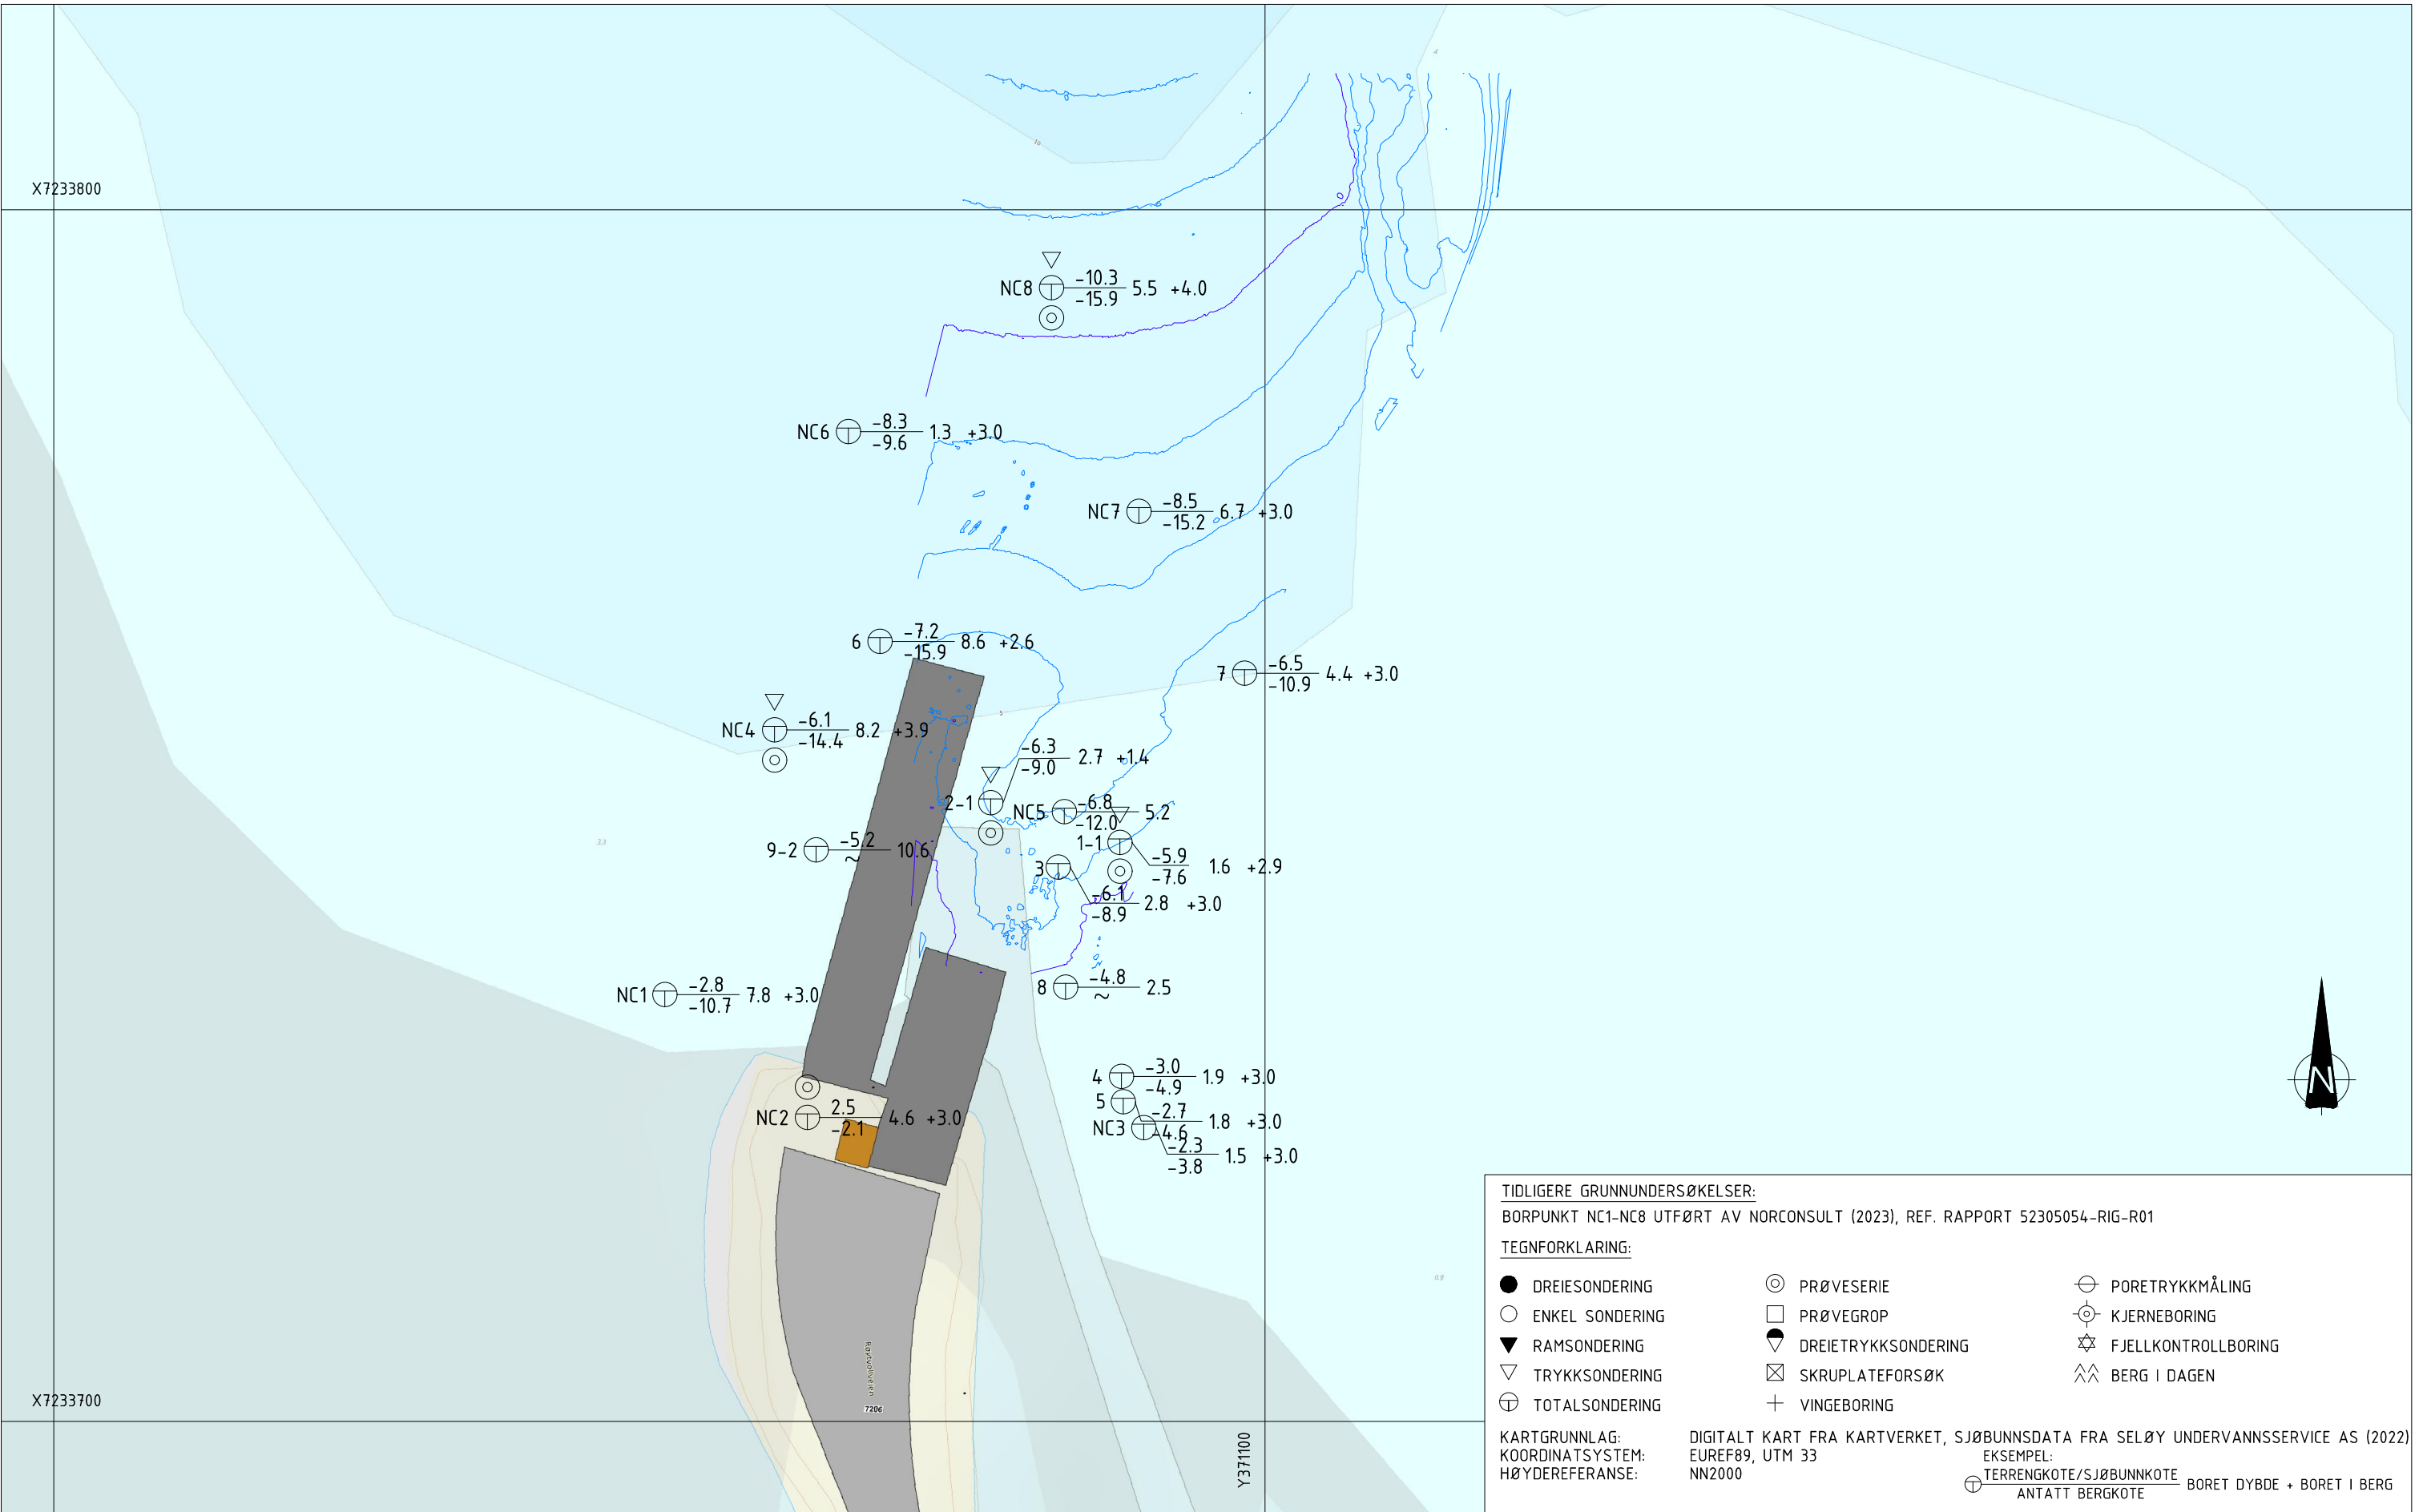 4
10
X7233800
NC8 -10.3 5.5 +4.0
-15.9
NC6 -8.3 1.3 +3.0
-9.6
NC7 -8.5 6.7 +3.0
-15.2
6 -7.2 8.6 +2.6
-15.9
7 -6.5 4.4 +3.0
-10.9
5
NC4 -6.1 8.2 +3.9
-14.4
2-1 -6.3 2.7 +1.4
-9.0
NC5 -6.8 5.2
-12.0
3.3
9-2 -5.2 10.6
~
1-1 -5.9 1.6 +2.9
-7.6
3 -6.1 2.8 +3.0
-8.9
NC1 -2.8 7.8 +3.0
-10.7
8 -4.8 2.5
~
4 -3.0 1.9 +3.0
-4.9
5 -2.7 1.8 +3.0
-4.6
NC2 2.5 4.6 +3.0
-2.1
NC3 -2.3 1.5 +3.0
-3.8
N
Røytvollveien
7206
X7233700
Y371100
TIDLIGERE GRUNNUNDERSØKELSER:
BORPUNKT NC1-NC8 UTFØRT AV NORCONSULT (2023), REF. RAPPORT 52305054-RIG-R01
TEGNFORKLARING:
DREIESONDERING
ENKEL SONDERING
RAMSONDERING
TRYKKSONDERING
TOTALSONDERING
PRØVESERIE
PRØVEGROP
DREIETRYKKSONDERING
SKRUPLATEFORSØK
VINGEBORING
PORETRYKKMÅLING
KJERNEBORING
FJELLKONTROLLBORING
BERG I DAGEN
KARTGRUNNLAG: DIGITALT KART FRA KARTVERKET, SJØBUNNSDATA FRA SELØY UNDERVANNSSERVICE AS (2022)
KOORDINATSYSTEM: EUREF89, UTM 33
HØYDEREFERANSE: NN2000
EKSEMPEL:
TERRENGKOTE/SJØBUNNKOTE BORET DYBDE + BORET I BERG
ANTATT BERGKOTE